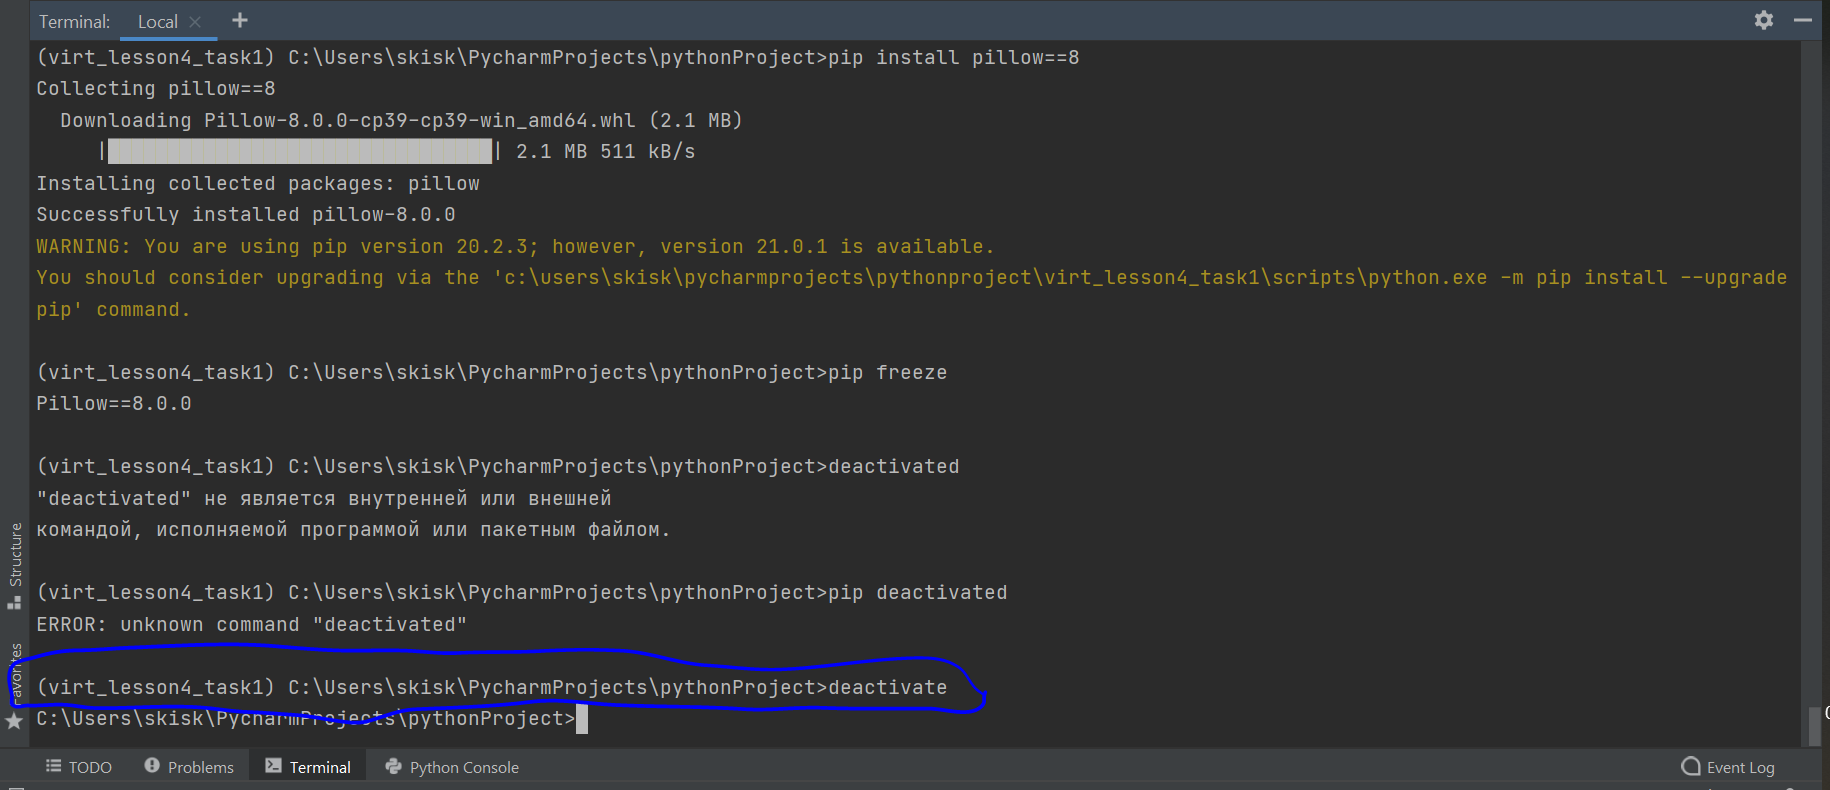 Terminal: Local
(virt_lesson4_task1) C:\Users\skisk\PycharmProjects\pythonProject>pip install pillow==8
Collecting pillow==8
Downloading Pillow-8.0.0-cp39-cp39-win_amd64.whl (2.1 MB)
2.1 MB 511 kB/s
Installing collected packages: pillow
Successfully installed pillow-8.0.0
WARNING: You are using pip version 20.2.3; however, version 21.0.1 is available.
You should consider upgrading via the 'c:\users\skisk\pycharmprojects\pythonproject\virt_lesson4_task1\scripts\python.exe -m pip install --upgrade
pip' command.
(virt_lesson4_task1) C:\Users\skisk\PycharmProjects\pythonProject>pip freeze
Pillow==8.0.0
(virt_lesson4_task1) C:\Users\skisk\PycharmProjects\pythonProject>deactivated
"deactivated" не является внутренней или внешней
командой, исполняемой программой или пакетным файлом.
(virt_lesson4_task1) C:\Users\skisk\PycharmProjects\pythonProject>pip deactivated
ERROR: unknown command "deactivated"
(virt_lesson4_task1) C:\Users\skisk\PycharmProjects\pythonProject>deactivate
C:\Users\skisk\PycharmProjects\pythonProject>
Structure
Favorites
TODO Problems Terminal Python Console Event Log